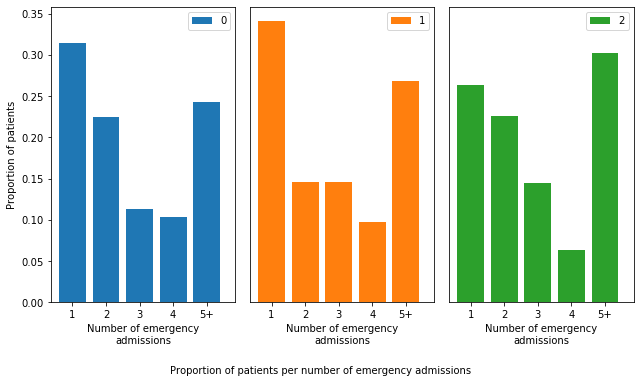 0
1
2
0.35
0.30
0.25
0.20
0.15
0.10
0.05
0.00
Proportion of patients
1 2 3 4 5+
1 2 3 4 5+
1 2 3 4 5+
Number of emergency
admissions
Number of emergency
admissions
Number of emergency
admissions
Proportion of patients per number of emergency admissions